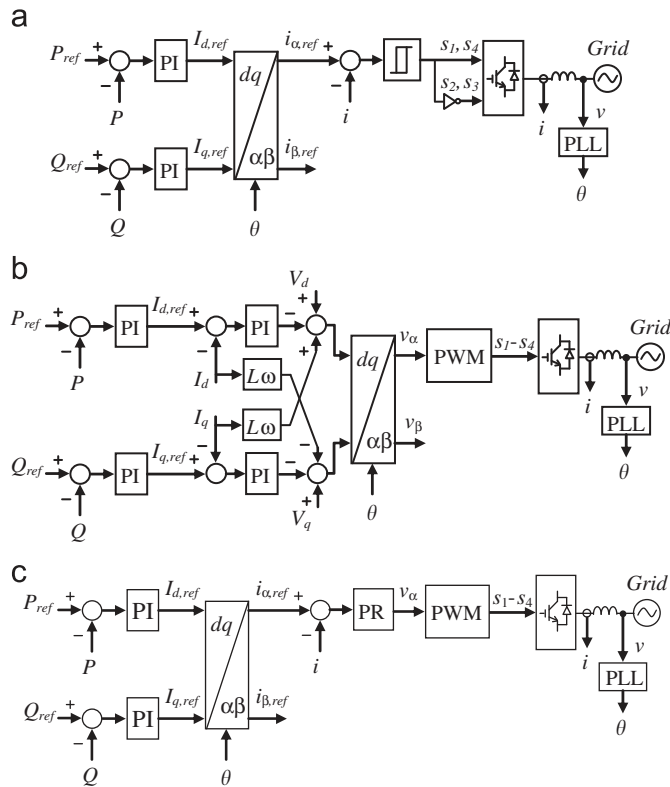 a
P_ref + − P PI I_d,ref dq αβ i_α,ref + − i s_1, s_4 s_2, s_3 Grid i v PLL θ
Q_ref + − Q PI I_q,ref i_β,ref θ
b
P_ref + − P PI I_d,ref + − I_d PI − V_d + + Lω dq αβ v_α PWM s_1-s_4 Grid i v PLL θ
Q_ref + − Q PI I_q,ref + − I_q PI − V_q + − Lω v_β θ
c
P_ref + − P PI I_d,ref dq αβ i_α,ref + − i PR v_α PWM s_1-s_4 Grid i v PLL θ
Q_ref + − Q PI I_q,ref i_β,ref θ